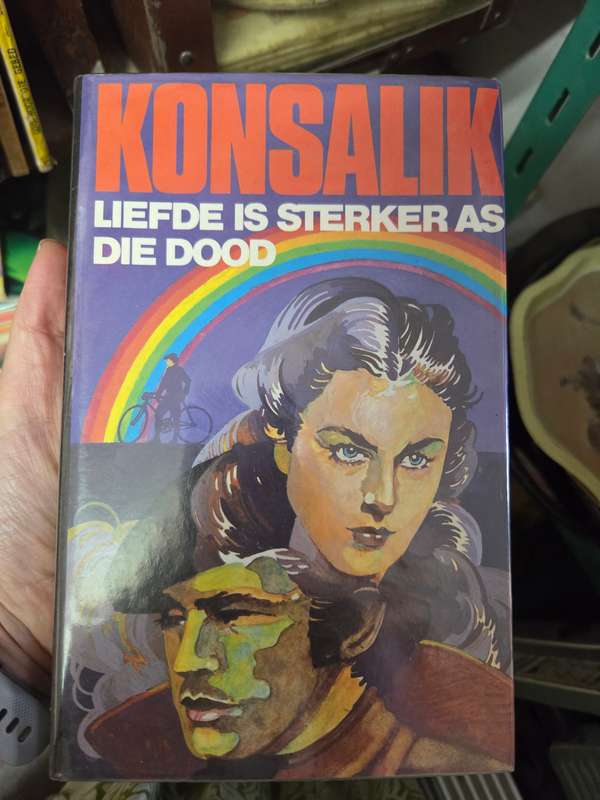 KONSALIK
LIEFDE IS STERKER AS
DIE DOOD